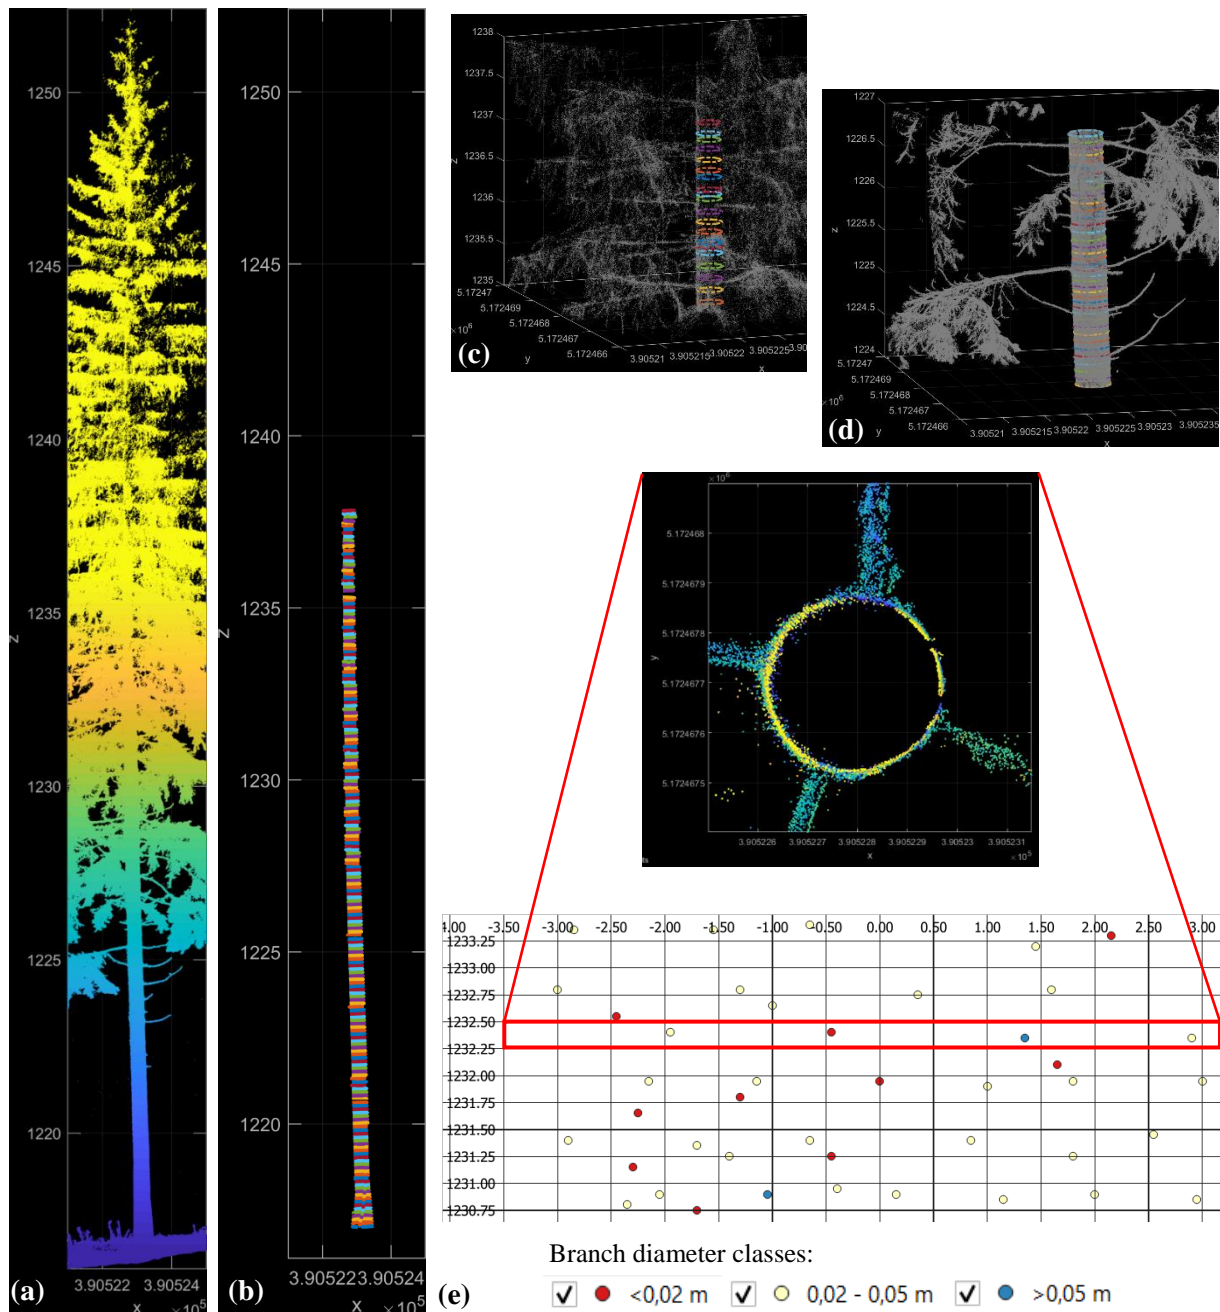 1250
1245
1240
1235
1230
1225
1220
z
3.90522 3.90524
x ×10⁵
(a)
1250
1245
1240
1235
1230
1225
1220
z
3.90522 3.90524
x ×10⁵
(b)
1238
1237.5
1237
1236.5
1236
1235.5
1235
z
5.17247
5.172469
5.172468
5.172467
5.172466
×10⁶
y
3.90521 3.905215 3.90522 3.905225 3.90
x
(c)
1227
1226.5
1226
1225.5
1225
1224.5
1224
z
5.17247
5.172469
5.172468
5.172467
5.172466
×10⁶
y
3.90521 3.905215 3.90522 3.905225 3.90523 3.905235
x
(d)
×10⁶
5.172468
5.1724679
5.1724678
5.1724677
5.1724676
5.1724675
y
3.905226 3.905227 3.905228 3.905229 3.90523 3.905231
x ×10⁵
ts
4.00 -3.50 -3.00 -2.50 -2.00 -1.50 -1.00 -0.50 0.00 0.50 1.00 1.50 2.00 2.50 3.00
1233.25
1233.00
1232.75
1232.50
1232.25
1232.00
1231.75
1231.50
1231.25
1231.00
1230.75
Branch diameter classes:
(e) <0,02 m 0,02 - 0,05 m >0,05 m